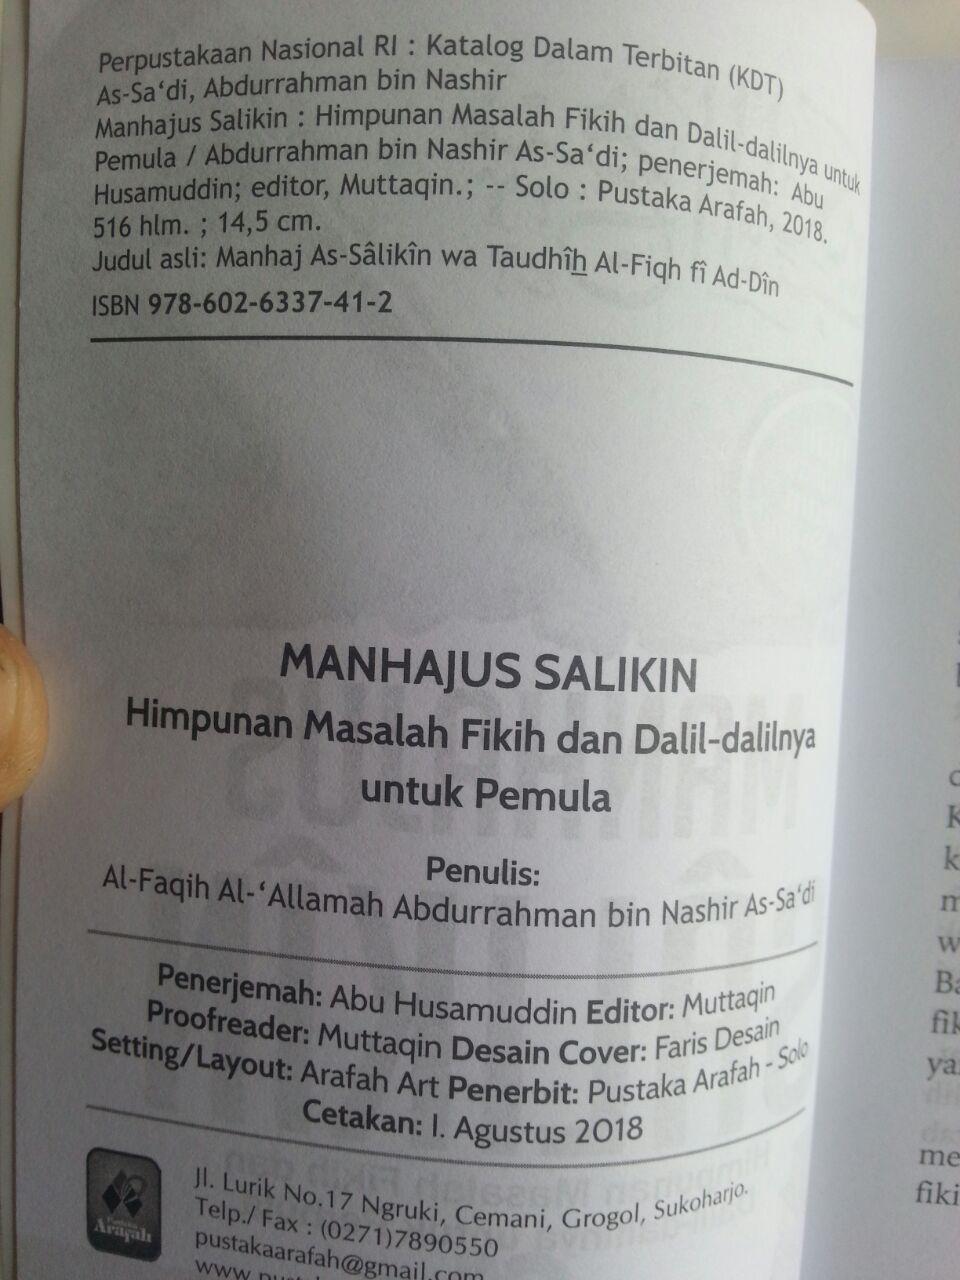 Perpustakaan Nasional RI : Katalog Dalam Terbitan (KDT)
As-Sa‘di, Abdurrahman bin Nashir
Manhajus Salikin : Himpunan Masalah Fikih dan Dalil-dalilnya untuk
Pemula / Abdurrahman bin Nashir As-Sa‘di; penerjemah: Abu
Husamuddin; editor, Muttaqin.; -- Solo : Pustaka Arafah, 2018.
516 hlm. ; 14,5 cm.
Judul asli: Manhaj As-Sâlikîn wa Taudhîẖ Al-Fiqh fî Ad-Dîn
ISBN 978-602-6337-41-2
MANHAJUS SALIKIN
Himpunan Masalah Fikih dan Dalil-dalilnya
untuk Pemula
Penulis:
Al-Faqih Al-‘Allamah Abdurrahman bin Nashir As-Sa‘di
Penerjemah: Abu Husamuddin Editor: Muttaqin
Proofreader: Muttaqin Desain Cover: Faris Desain
Setting/Layout: Arafah Art Penerbit: Pustaka Arafah - Solo
Cetakan: I. Agustus 2018
Jl. Lurik No.17 Ngruki, Cemani, Grogol, Sukoharjo.
Telp./ Fax : (0271)7890550
pustakaarafah@gmail.com
Pustaka
Arafah